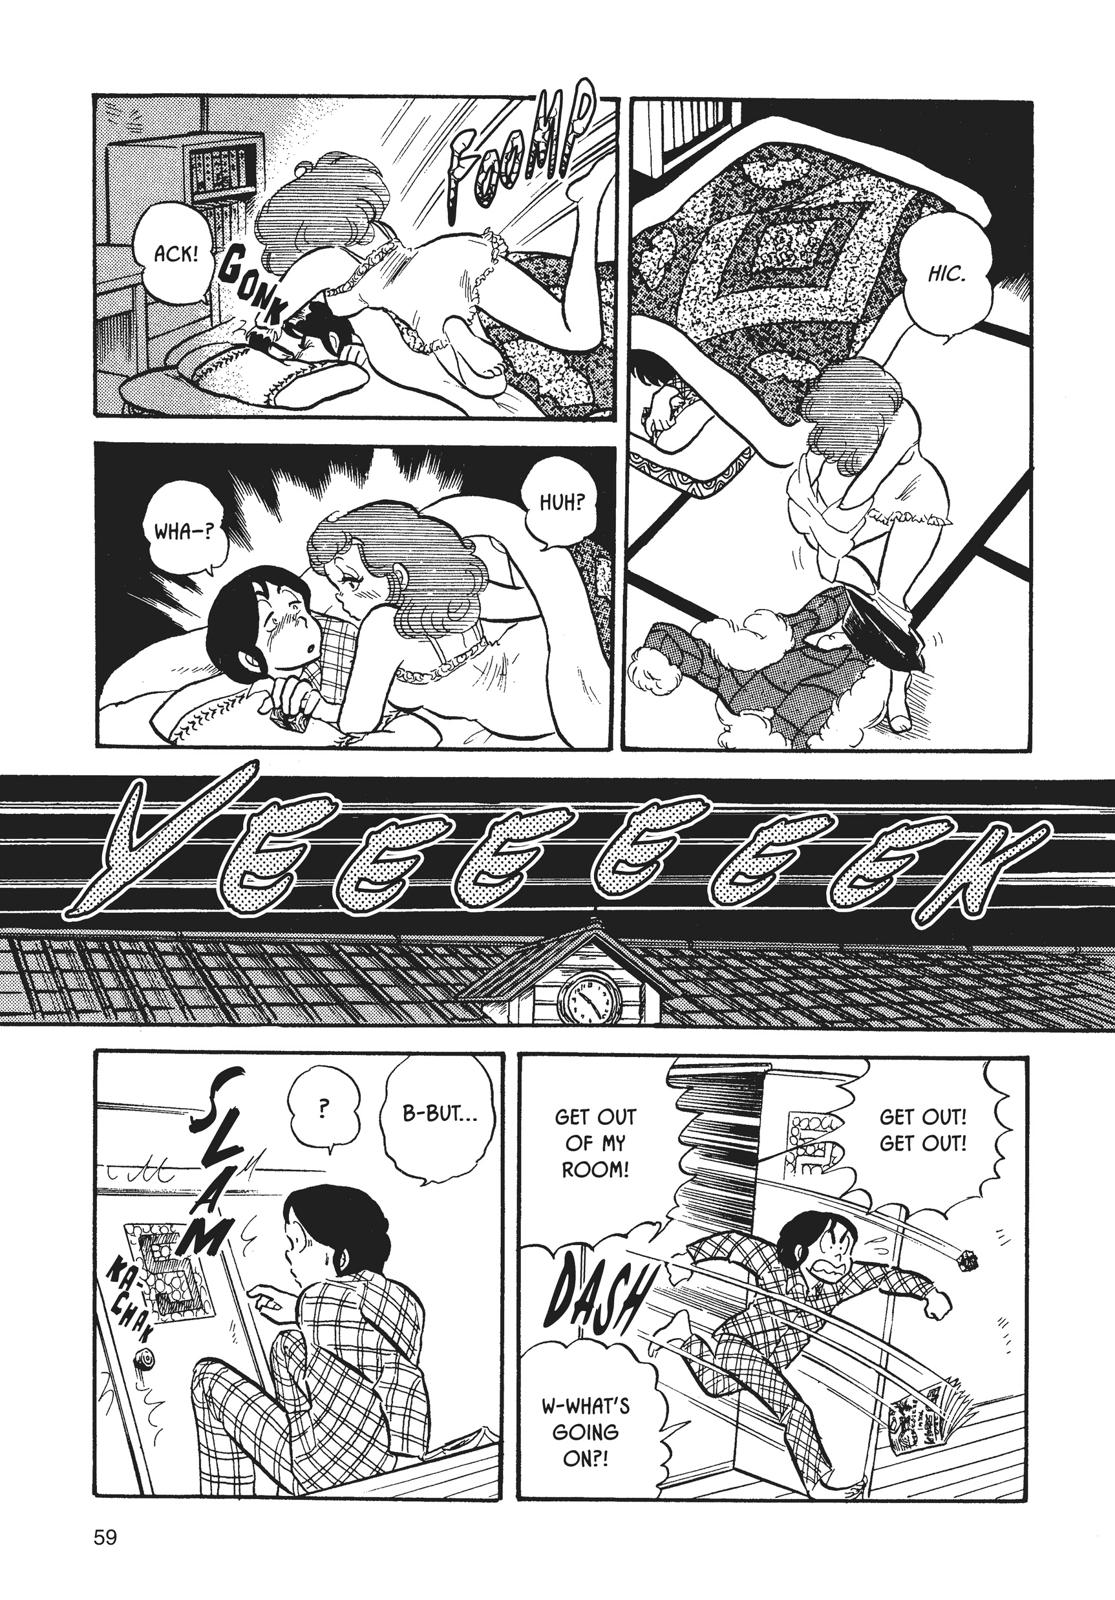 HIC.
FOOMP
ACK!
GONK
HUH?
WHA–?
YEEEEEEK
GET OUT!
GET OUT!
GET OUT
OF MY
ROOM!
DASH
W-WHAT'S
GOING
ON?!
B-BUT...
?
SLAM
KA-
CHAK
59